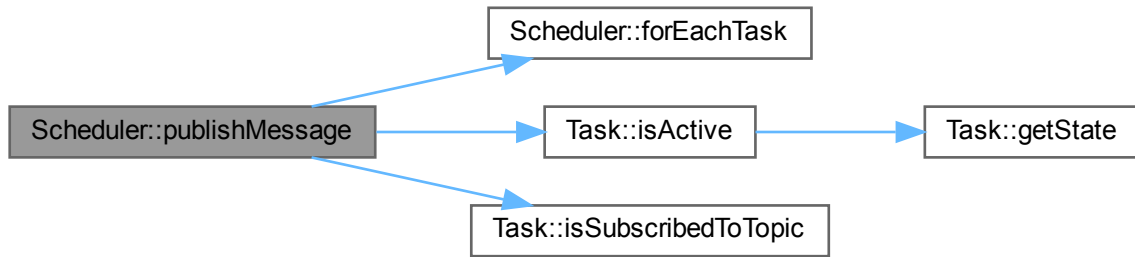 Scheduler::publishMessage
Scheduler::forEachTask
Task::isActive
Task::getState
Task::isSubscribedToTopic